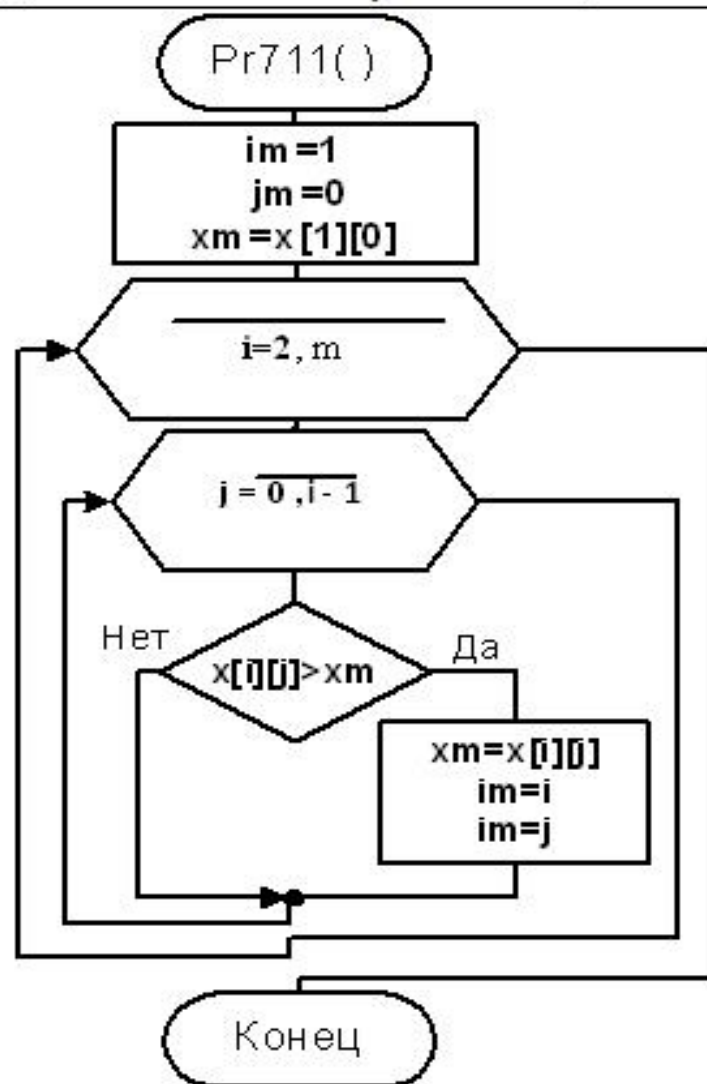 Pr711( )
im=1
jm=0
xm=x[1][0]
i=2, m
j = 0 ,i - 1
Нет
Да
x[i][j]>xm
xm=x[i][j]
im=i
im=j
Конец